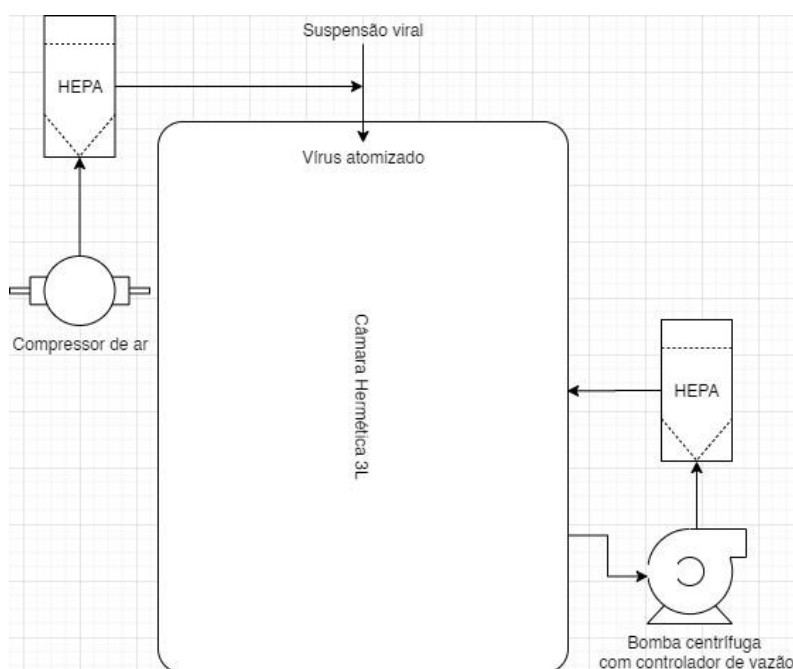 Suspensão viral
HEPA
Vírus atomizado
Compressor de ar
Câmara Hermética 3L
HEPA
Bomba centrífuga
com controlador de vazão